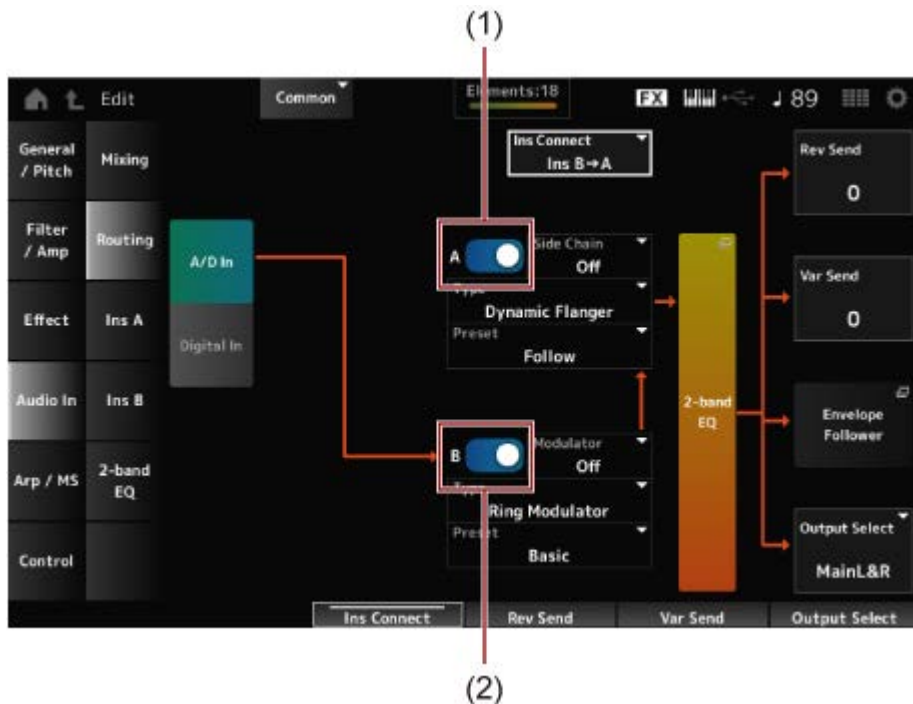 (1)
Edit
Common
Elements:18
FX
♩ 89
General
/ Pitch
Mixing
Ins Connect
Ins B→A
Rev Send
0
Filter
/ Amp
Routing
A/D In
A
Side Chain
Off
Type
Dynamic Flanger
Preset
Follow
Var Send
0
Effect
Ins A
Digital In
Audio In
Ins B
2-band
EQ
Envelope
Follower
B
Modulator
Off
Type
Ring Modulator
Preset
Basic
Arp / MS
2-band
EQ
Output Select
MainL&R
Control
Ins Connect
Rev Send
Var Send
Output Select
(2)